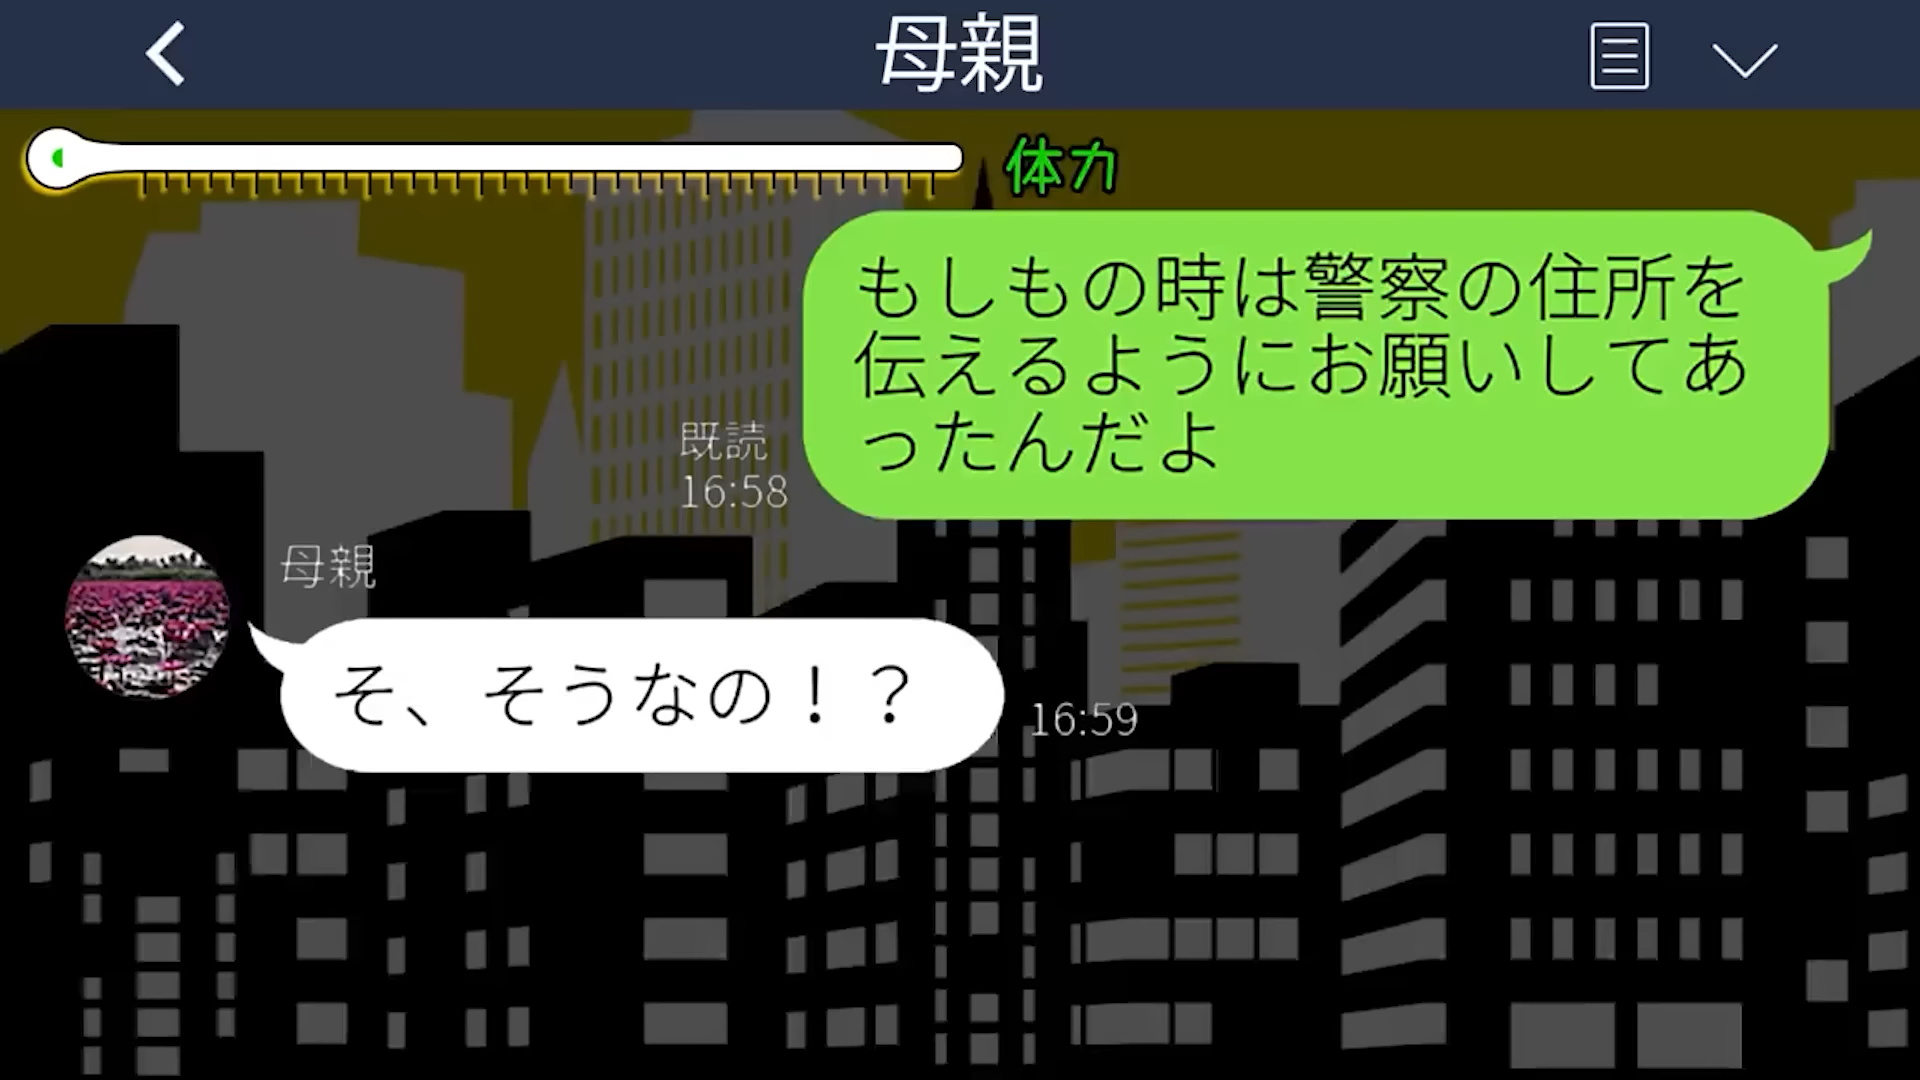 母親
体力
もしもの時は警察の住所を
伝えるようにお願いしてあ
ったんだよ
既読
16:58
母親
そ、そうなの！？
16:59